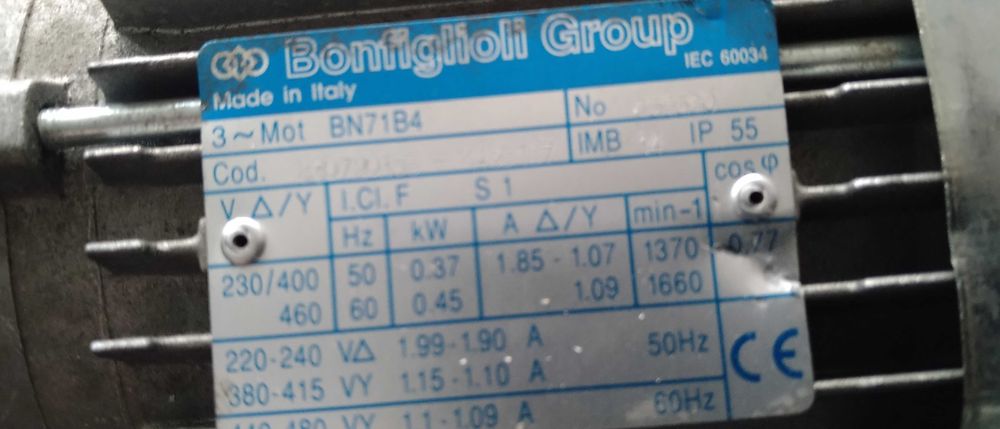 Bonfiglioli Group
IEC 60034
Made in Italy
3~Mot BN71B4 No
Cod. IMB IP 55
V Δ/Y I.Cl.F S1 cos φ
Hz kW A Δ/Y min-1
230/400 50 0.37 1.85-1.07 1370 0.77
460 60 0.45 1.09 1660
220-240 VΔ 1.99-1.90 A 50Hz
380-415 VY 1.15-1.10 A CE
440-480 VY 1.1-1.09 A 60Hz